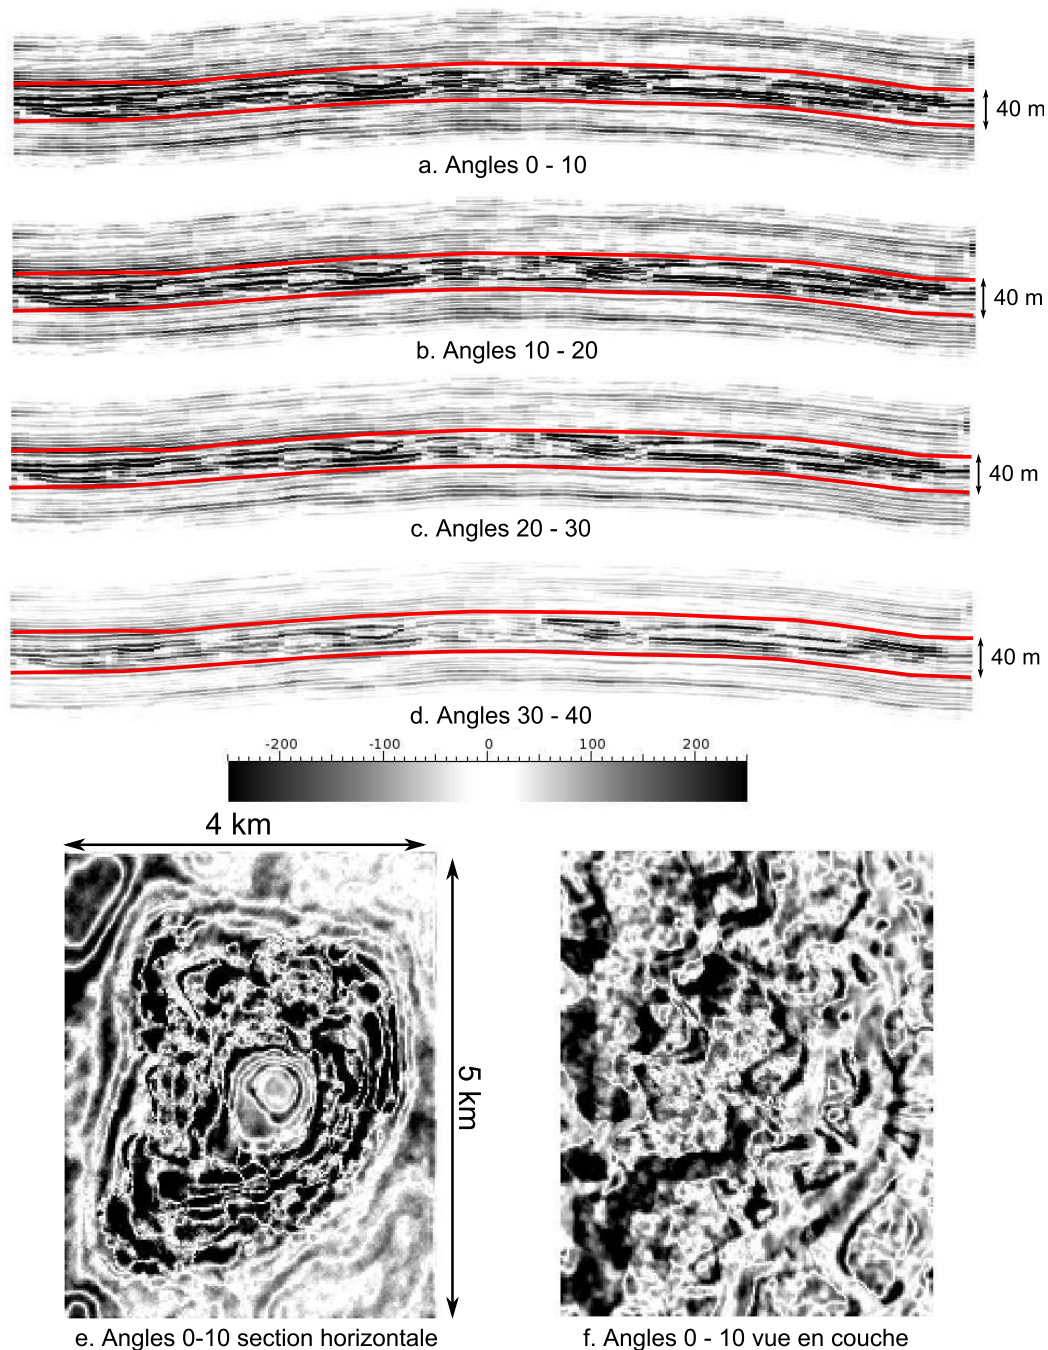 40 m
a. Angles 0 - 10
40 m
b. Angles 10 - 20
40 m
c. Angles 20 - 30
40 m
d. Angles 30 - 40
-200 -100 0 100 200
4 km
5 km
e. Angles 0-10 section horizontale
f. Angles 0 - 10 vue en couche